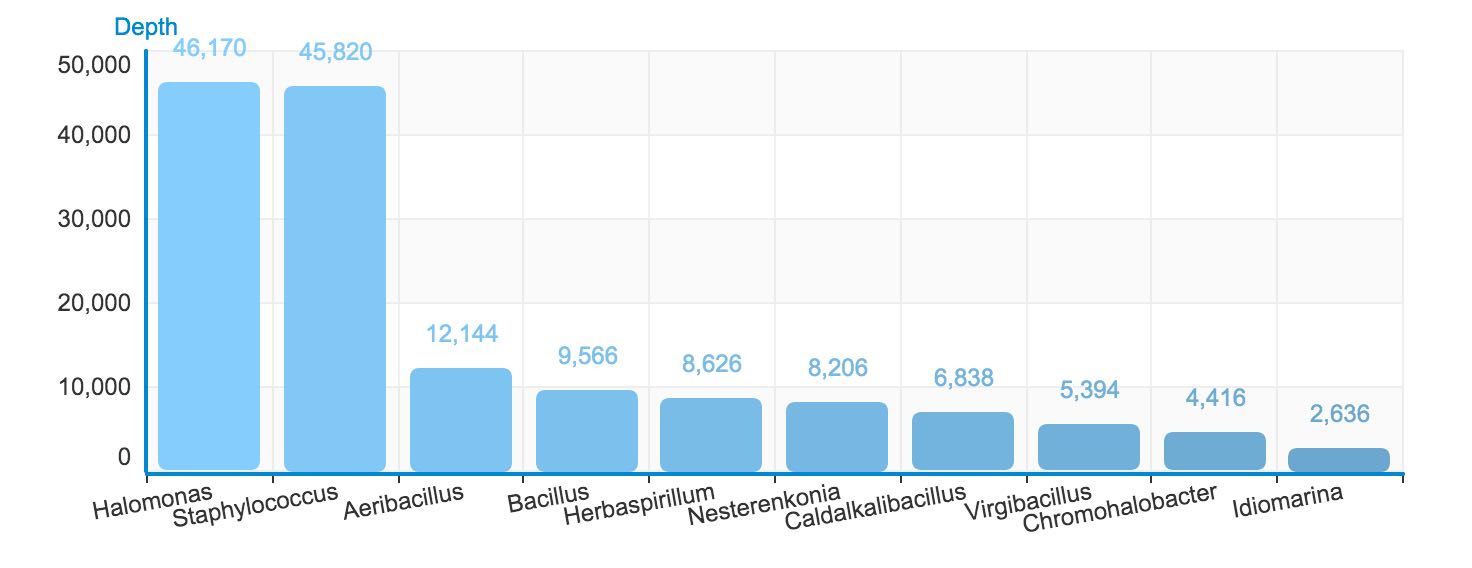 Depth
50,000
40,000
30,000
20,000
10,000
0
46,170
45,820
12,144
9,566
8,626
8,206
6,838
5,394
4,416
2,636
Halomonas
Staphylococcus
Aeribacillus
Bacillus
Herbaspirillum
Nesterenkonia
Caldalkalibacillus
Virgibacillus
Chromohalobacter
Idiomarina